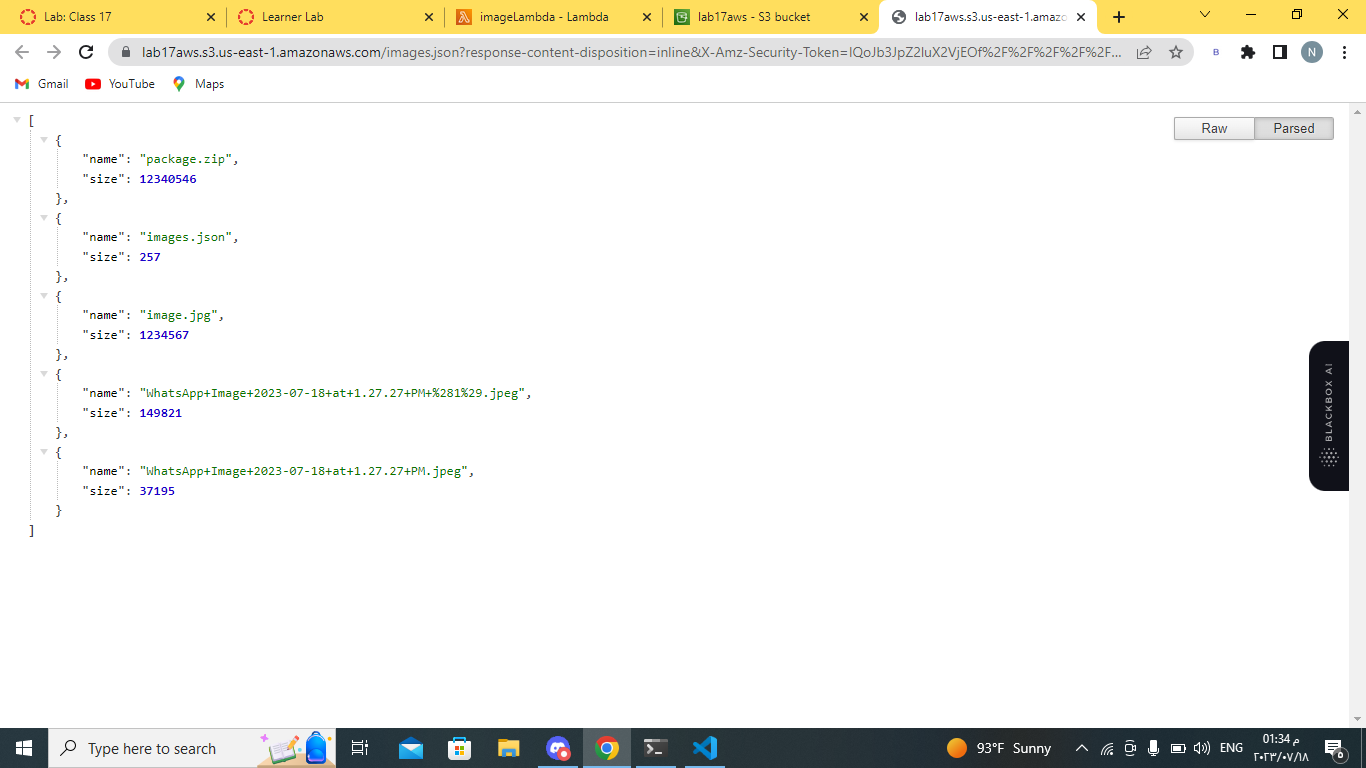 Lab: Class 17
Learner Lab
imageLambda - Lambda
lab17aws - S3 bucket
lab17aws.s3.us-east-1.amazo
lab17aws.s3.us-east-1.amazonaws.com/images.json?response-content-disposition=inline&X-Amz-Security-Token=IQoJb3JpZ2luX2VjEOf%2F%2F%2F%2F%2F...
B
N
Gmail
YouTube
Maps
Raw
Parsed
[
{
"name": "package.zip",
"size": 12340546
},
{
"name": "images.json",
"size": 257
},
{
"name": "image.jpg",
"size": 1234567
},
{
"name": "WhatsApp+Image+2023-07-18+at+1.27.27+PM+%281%29.jpeg",
"size": 149821
},
{
"name": "WhatsApp+Image+2023-07-18+at+1.27.27+PM.jpeg",
"size": 37195
}
]
BLACKBOX AI
Type here to search
93°F Sunny
ENG
01:34 م
٢٠٢٣/٠٧/١٨